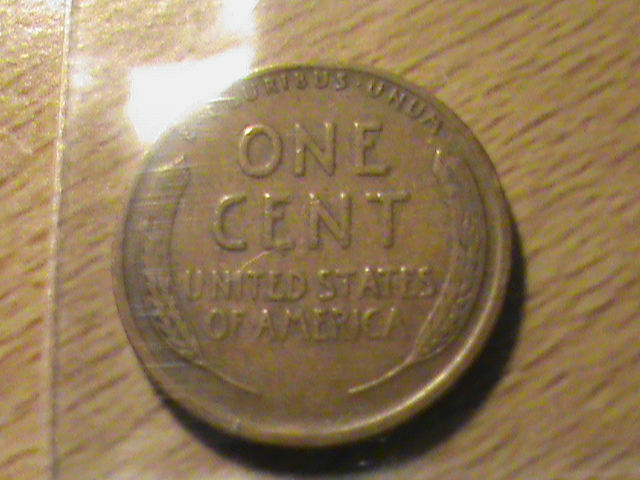 PLURIBUS·UNUM
ONE
CENT
UNITED STATES
OF AMERICA